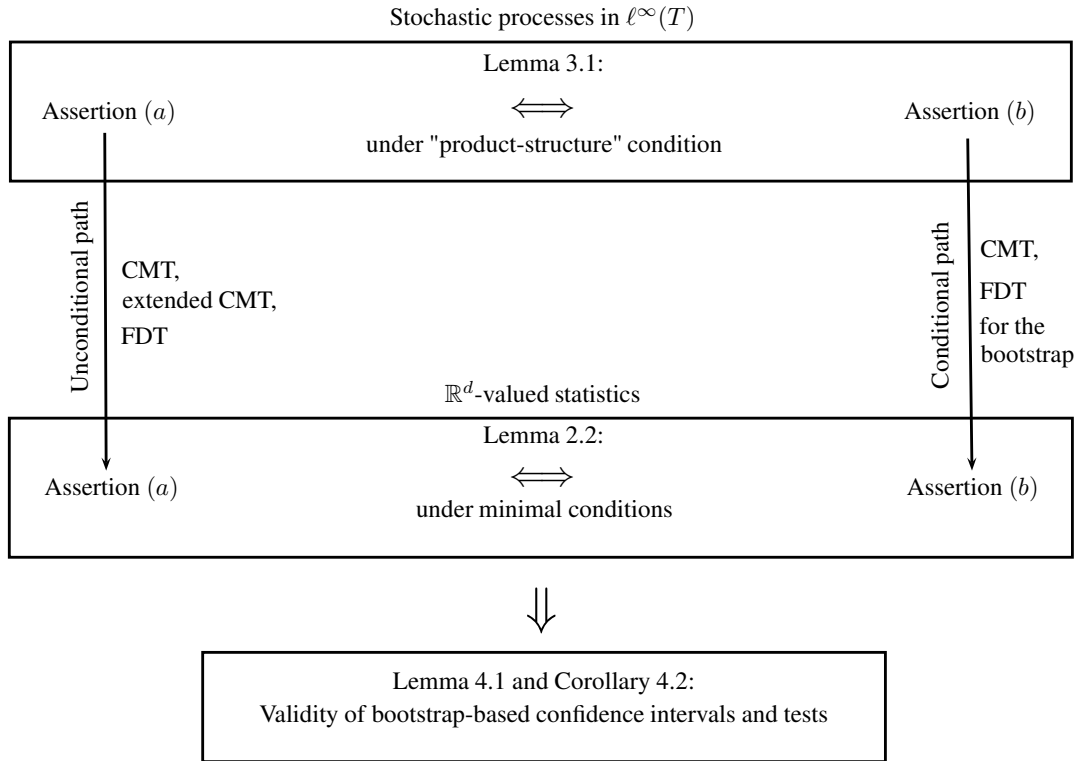 Stochastic processes in ℓ∞(T)
Lemma 3.1:
Assertion (a)
⟺
Assertion (b)
under "product-structure" condition
Unconditional path
CMT,
extended CMT,
FDT
Conditional path
CMT,
FDT
for the
bootstrap
ℝᵈ-valued statistics
Lemma 2.2:
Assertion (a)
⟺
Assertion (b)
under minimal conditions
⇓
Lemma 4.1 and Corollary 4.2:
Validity of bootstrap-based confidence intervals and tests